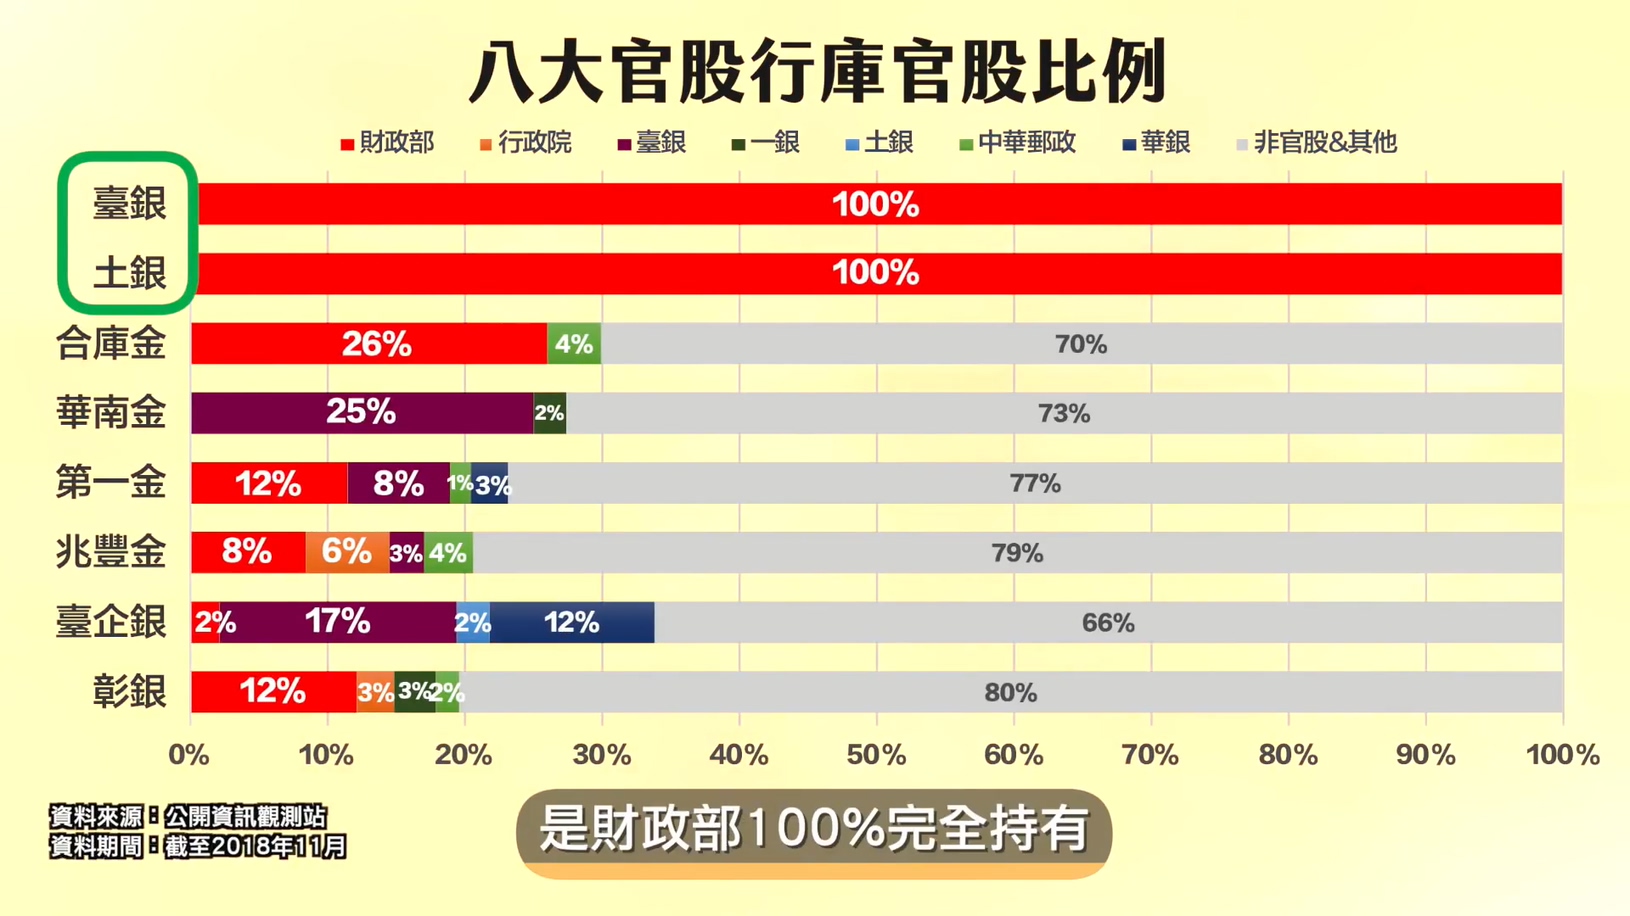 八大官股行庫官股比例
財政部 行政院 臺銀 一銀 土銀 中華郵政 華銀 非官股&其他
臺銀 100%
土銀 100%
合庫金 26% 4% 70%
華南金 25% 2% 73%
第一金 12% 8% 1% 3% 77%
兆豐金 8% 6% 3% 4% 79%
臺企銀 2% 17% 2% 12% 66%
彰銀 12% 3% 3% 2% 80%
0% 10% 20% 30% 40% 50% 60% 70% 80% 90% 100%
資料來源：公開資訊觀測站
資料期間：截至2018年11月
是財政部100%完全持有